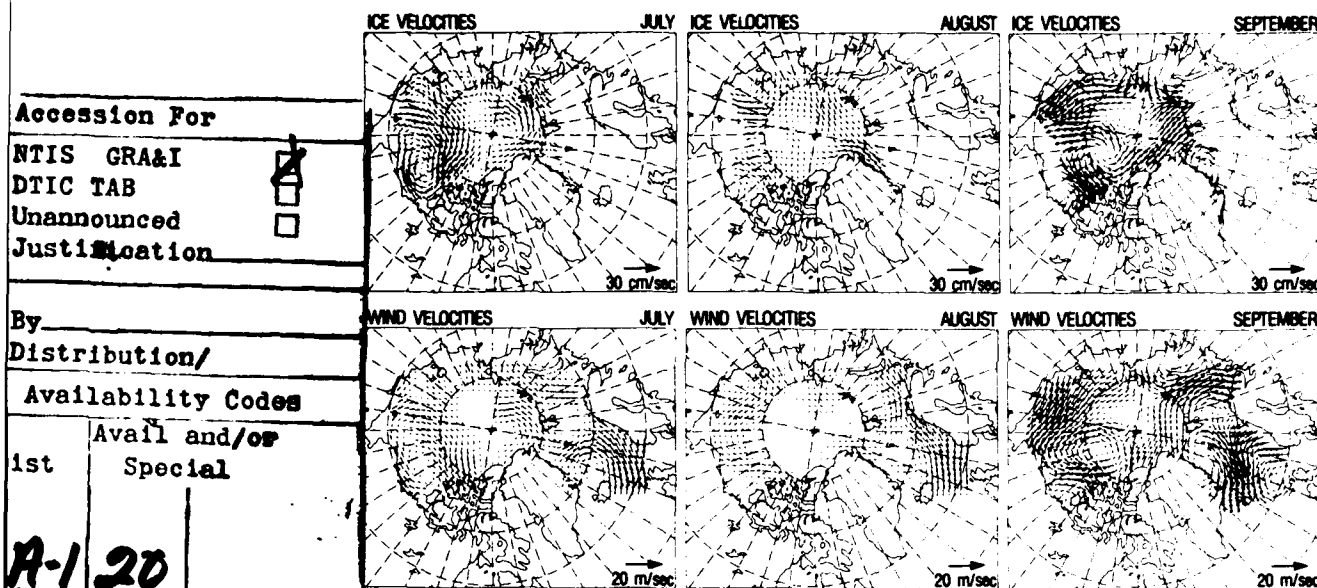 Accession For
NTIS GRA&I
DTIC TAB
Unannounced
Justification
By
Distribution/
Availability Codes
Avail and/or
ist Special
A-1 20
ICE VELOCITIES JULY
30 cm/sec
ICE VELOCITIES AUGUST
30 cm/sec
ICE VELOCITIES SEPTEMBER
30 cm/sec
WIND VELOCITIES JULY
20 m/sec
WIND VELOCITIES AUGUST
20 m/sec
WIND VELOCITIES SEPTEMBER
20 m/sec